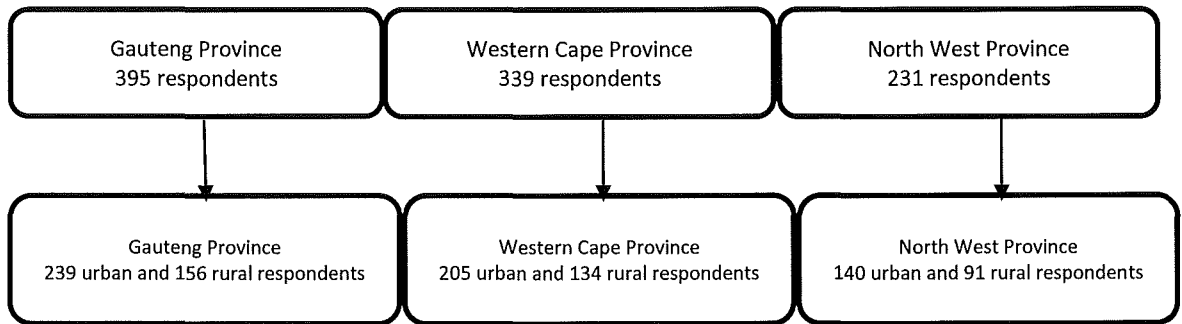 Gauteng Province
395 respondents
Western Cape Province
339 respondents
North West Province
231 respondents
Gauteng Province
239 urban and 156 rural respondents
Western Cape Province
205 urban and 134 rural respondents
North West Province
140 urban and 91 rural respondents